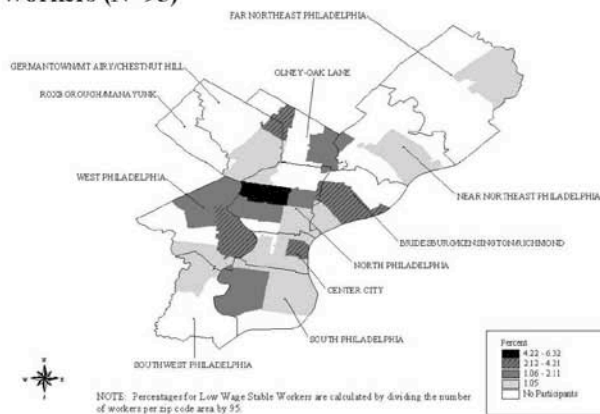 WORKERS (N=95)
FAR NORTHEAST PHILADELPHIA
GERMANTOWN/MT AIRY/CHESTNUT HILL
OLNEY-OAK LANE
ROXBOROUGH/MANAYUNK
WEST PHILADELPHIA
NEAR NORTHEAST PHILADELPHIA
BRIDESBURG/KENSINGTON/RICHMOND
NORTH PHILADELPHIA
CENTER CITY
SOUTH PHILADELPHIA
SOUTHWEST PHILADELPHIA
Percent
4.22 - 6.32
2.12 - 4.21
1.06 - 2.11
1.05
No Participants
NOTE: Percentages for Low Wage Stable Workers are calculated by dividing the number
of workers per zip code area by 95.